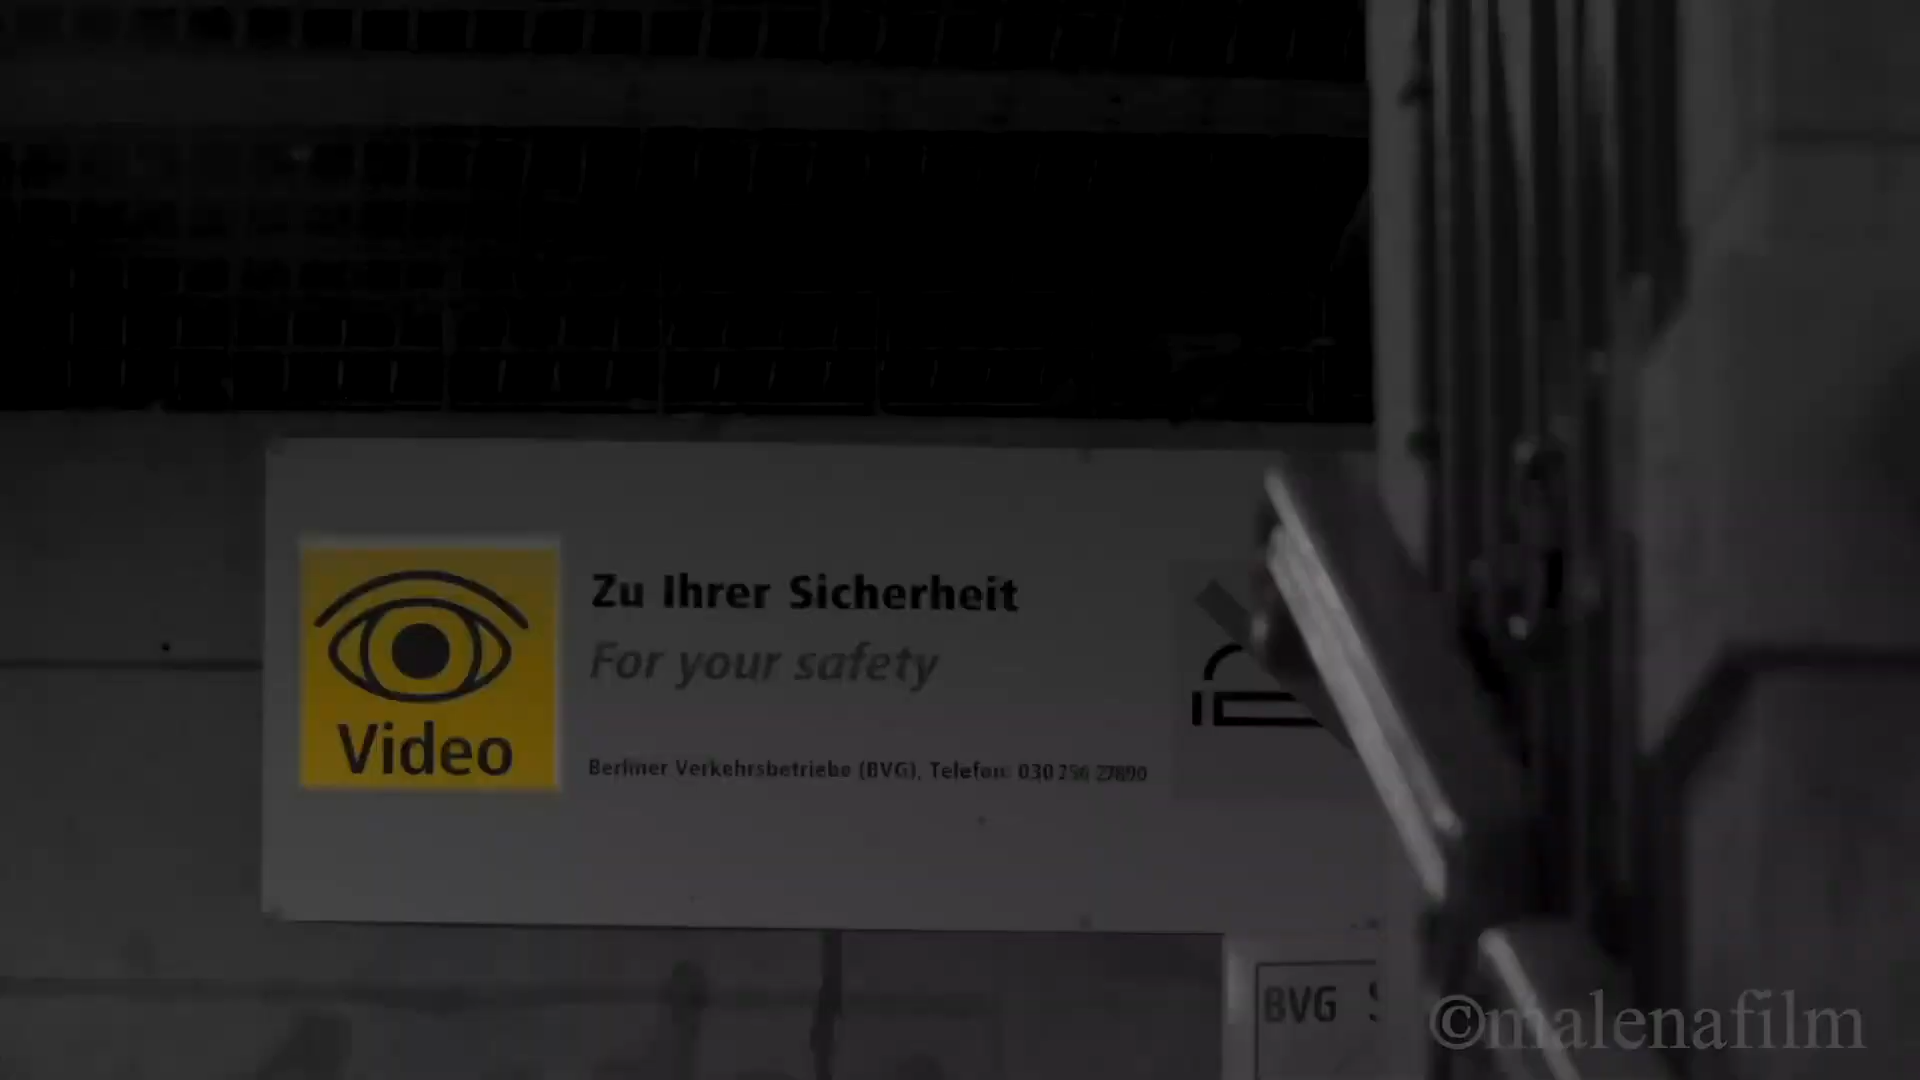 Zu Ihrer Sicherheit
For your safety
Video
Berliner Verkehrsbetriebe (BVG), Telefon: 030 256 27890
BVG
©malenafilm